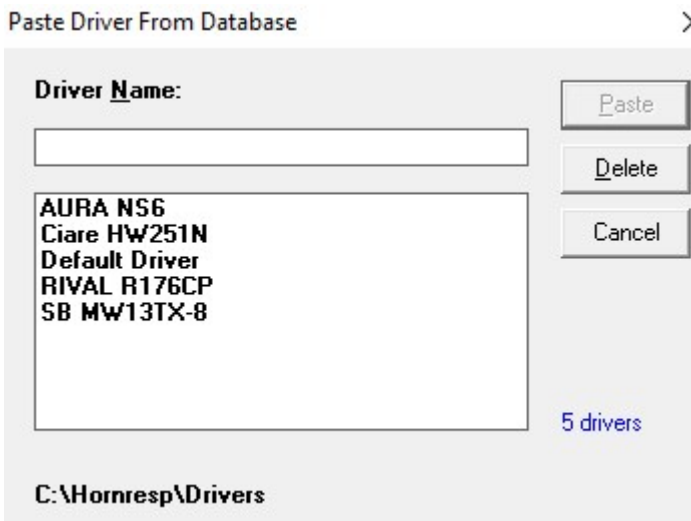 Paste Driver From Database
Driver Name:
Paste
Delete
AURA NS6
Ciare HW251N
Default Driver
RIVAL R176CP
SB MW13TX-8
Cancel
5 drivers
C:\Hornresp\Drivers